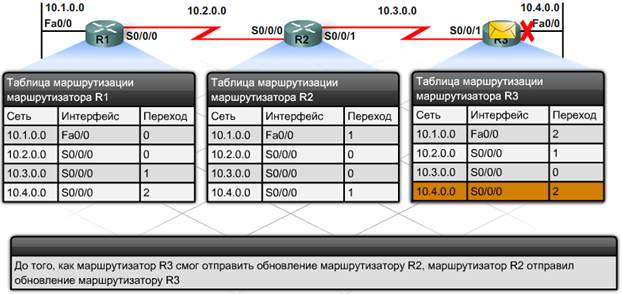 10.1.0.0 10.2.0.0 10.3.0.0 10.4.0.0
Fa0/0 R1 S0/0/0 S0/0/0 R2 S0/0/1 S0/0/1 R3 Fa0/0
Таблица маршрутизации маршрутизатора R1
Сеть Интерфейс Переход
10.1.0.0 Fa0/0 0
10.2.0.0 S0/0/0 0
10.3.0.0 S0/0/0 1
10.4.0.0 S0/0/0 2
Таблица маршрутизации маршрутизатора R2
Сеть Интерфейс Переход
10.1.0.0 Fa0/0 1
10.2.0.0 S0/0/0 0
10.3.0.0 S0/0/0 0
10.4.0.0 S0/0/0 1
Таблица маршрутизации
маршрутизатора R3
Сеть Интерфейс Переход
10.1.0.0 Fa0/0 2
10.2.0.0 S0/0/0 1
10.3.0.0 S0/0/0 0
10.4.0.0 S0/0/0 2
До того, как маршрутизатор R3 смог отправить обновление маршрутизатору R2, маршрутизатор R2 отправил
обновление маршрутизатору R3